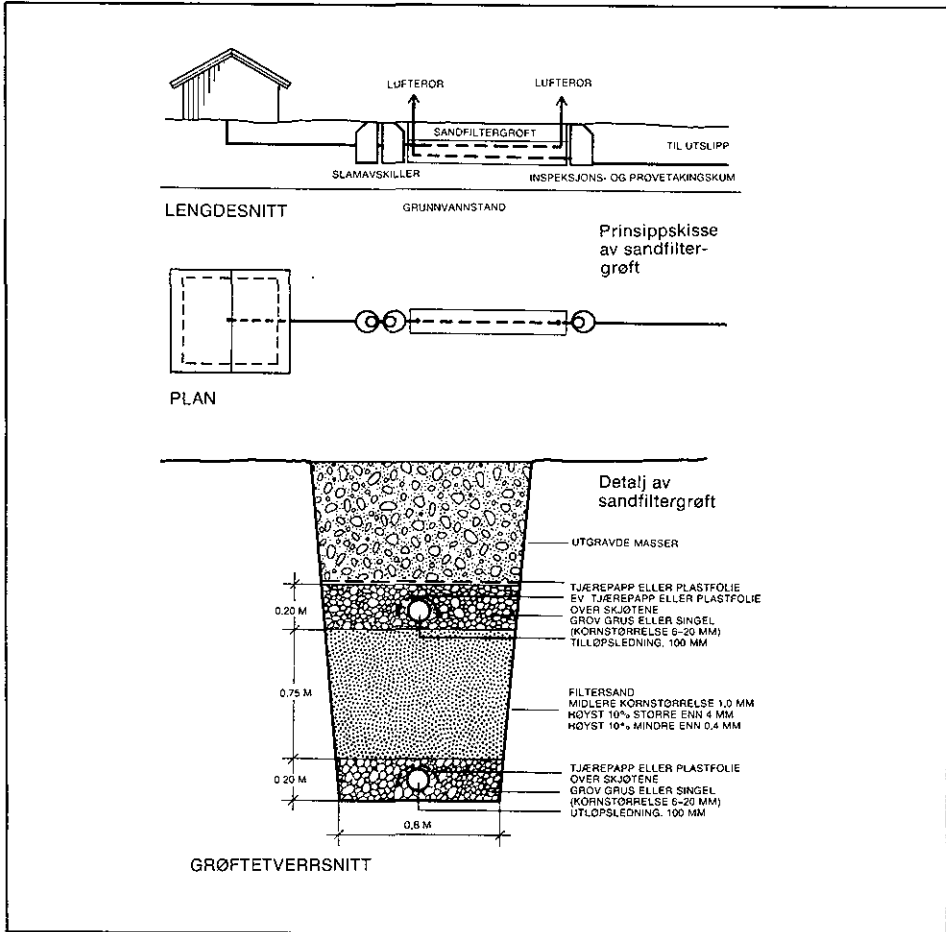 LUFTERØR
LUFTERØR
SANDFILTERGRØFT
TIL UTSLIPP
SLAMAVSKILLER
INSPEKSJONS- OG PRØVETAKINGSKUM
LENGDESNITT
GRUNNVANNSTAND
Prinsippskisse
av sandfilter-
grøft
PLAN
Detalj av
sandfiltergrøft
UTGRAVDE MASSER
TJÆREPAPP ELLER PLASTFOLIE
EV TJÆREPAPP ELLER PLASTFOLIE
OVER SKJØTENE
GROV GRUS ELLER SINGEL
(KORNSTØRRELSE 6-20 MM)
TILLØPSLEDNING, 100 MM
0.20 M
0.75 M
FILTERSAND
MIDLERE KORNSTØRRELSE 1,0 MM
HØYST 10% STØRRE ENN 4 MM
HØYST 10% MINDRE ENN 0,4 MM
0.20 M
TJÆREPAPP ELLER PLASTFOLIE
OVER SKJØTENE
GROV GRUS ELLER SINGEL
(KORNSTØRRELSE 6-20 MM)
UTLØPSLEDNING, 100 MM
0,8 M
GRØFTETVERRSNITT